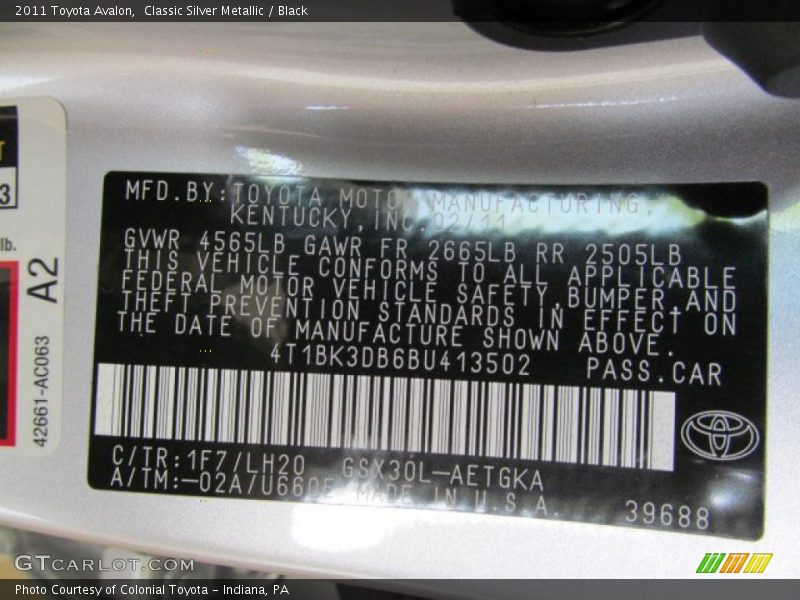 2011 Toyota Avalon, Classic Silver Metallic / Black
3
lb.
A2
42661-AC063
MFD.BY:TOYOTA MOTOR MANUFACTURING,
KENTUCKY,INC.02/11
GVWR 4565LB GAWR FR 2665LB RR 2505LB
THIS VEHICLE CONFORMS TO ALL APPLICABLE
FEDERAL MOTOR VEHICLE SAFETY,BUMPER,AND
THEFT PREVENTION STANDARDS IN EFFECT ON
THE DATE OF MANUFACTURE SHOWN ABOVE.
4T1BK3DB6BU413502 PASS.CAR
C/TR:1F7/LH20 GSX30L-AETGKA
A/TM:-02A/U660E MADE IN U.S.A.
39688
GTCARLOT.COM
Photo Courtesy of Colonial Toyota - Indiana, PA